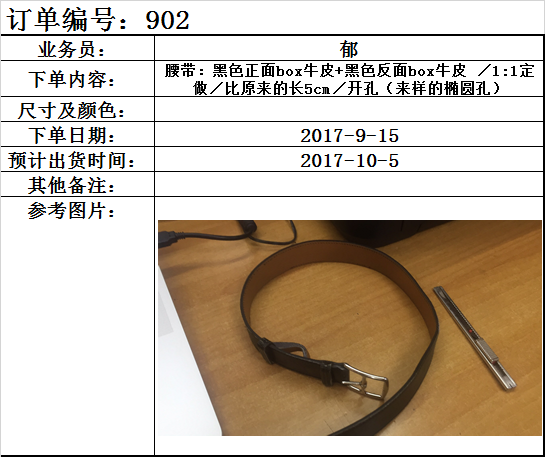 订单编号：902
业务员：
郁
下单内容：
腰带：黑色正面box牛皮+黑色反面box牛皮 ／1:1定
做／比原来的长5cm／开孔（来样的椭圆孔）
尺寸及颜色：
下单日期：
2017-9-15
预计出货时间：
2017-10-5
其他备注：
参考图片：